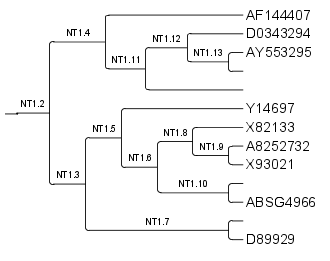 AF144407
NT1.4
NT1.12
D0343294
AY553295
NT1.13
NT1.11
NT1.2
Y14697
NT1.5
X82133
NT1.8
A8252732
NT1.9
NT1.6
X93021
NT1.3
NT1.10
ABSG4966
NT1.7
D89929